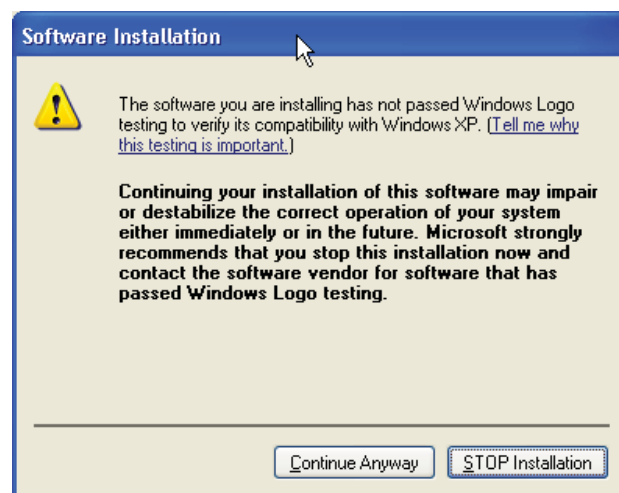 Software Installation
The software you are installing has not passed Windows Logo
testing to verify its compatibility with Windows XP. (Tell me why
this testing is important.)
Continuing your installation of this software may impair
or destabilize the correct operation of your system
either immediately or in the future. Microsoft strongly
recommends that you stop this installation now and
contact the software vendor for software that has
passed Windows Logo testing.
Continue Anyway
STOP Installation